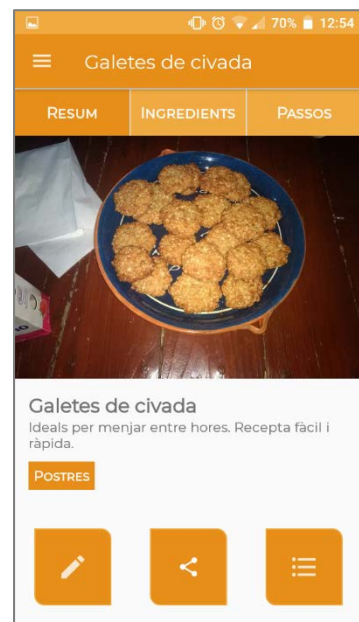 70% 12:54
Galetes de civada
RESUM INGREDIENTS PASSOS
Galetes de civada
Ideals per menjar entre hores. Recepta fàcil i
ràpida.
POSTRES